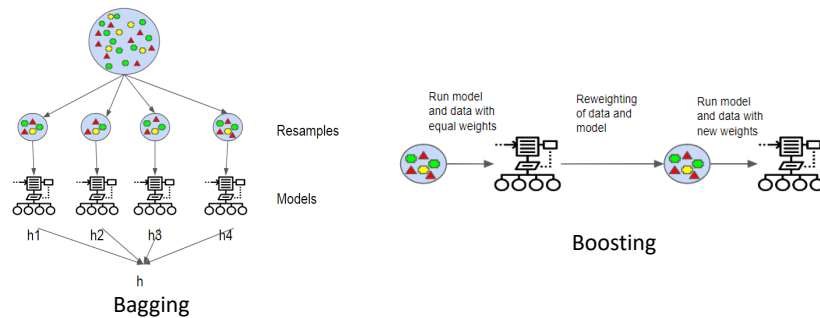 Resamples
Models
h1
h2
h3
h4
h
Bagging
Run model
and data with
equal weights
Reweighting
of data and
model
Run model
and data with
new weights
Boosting